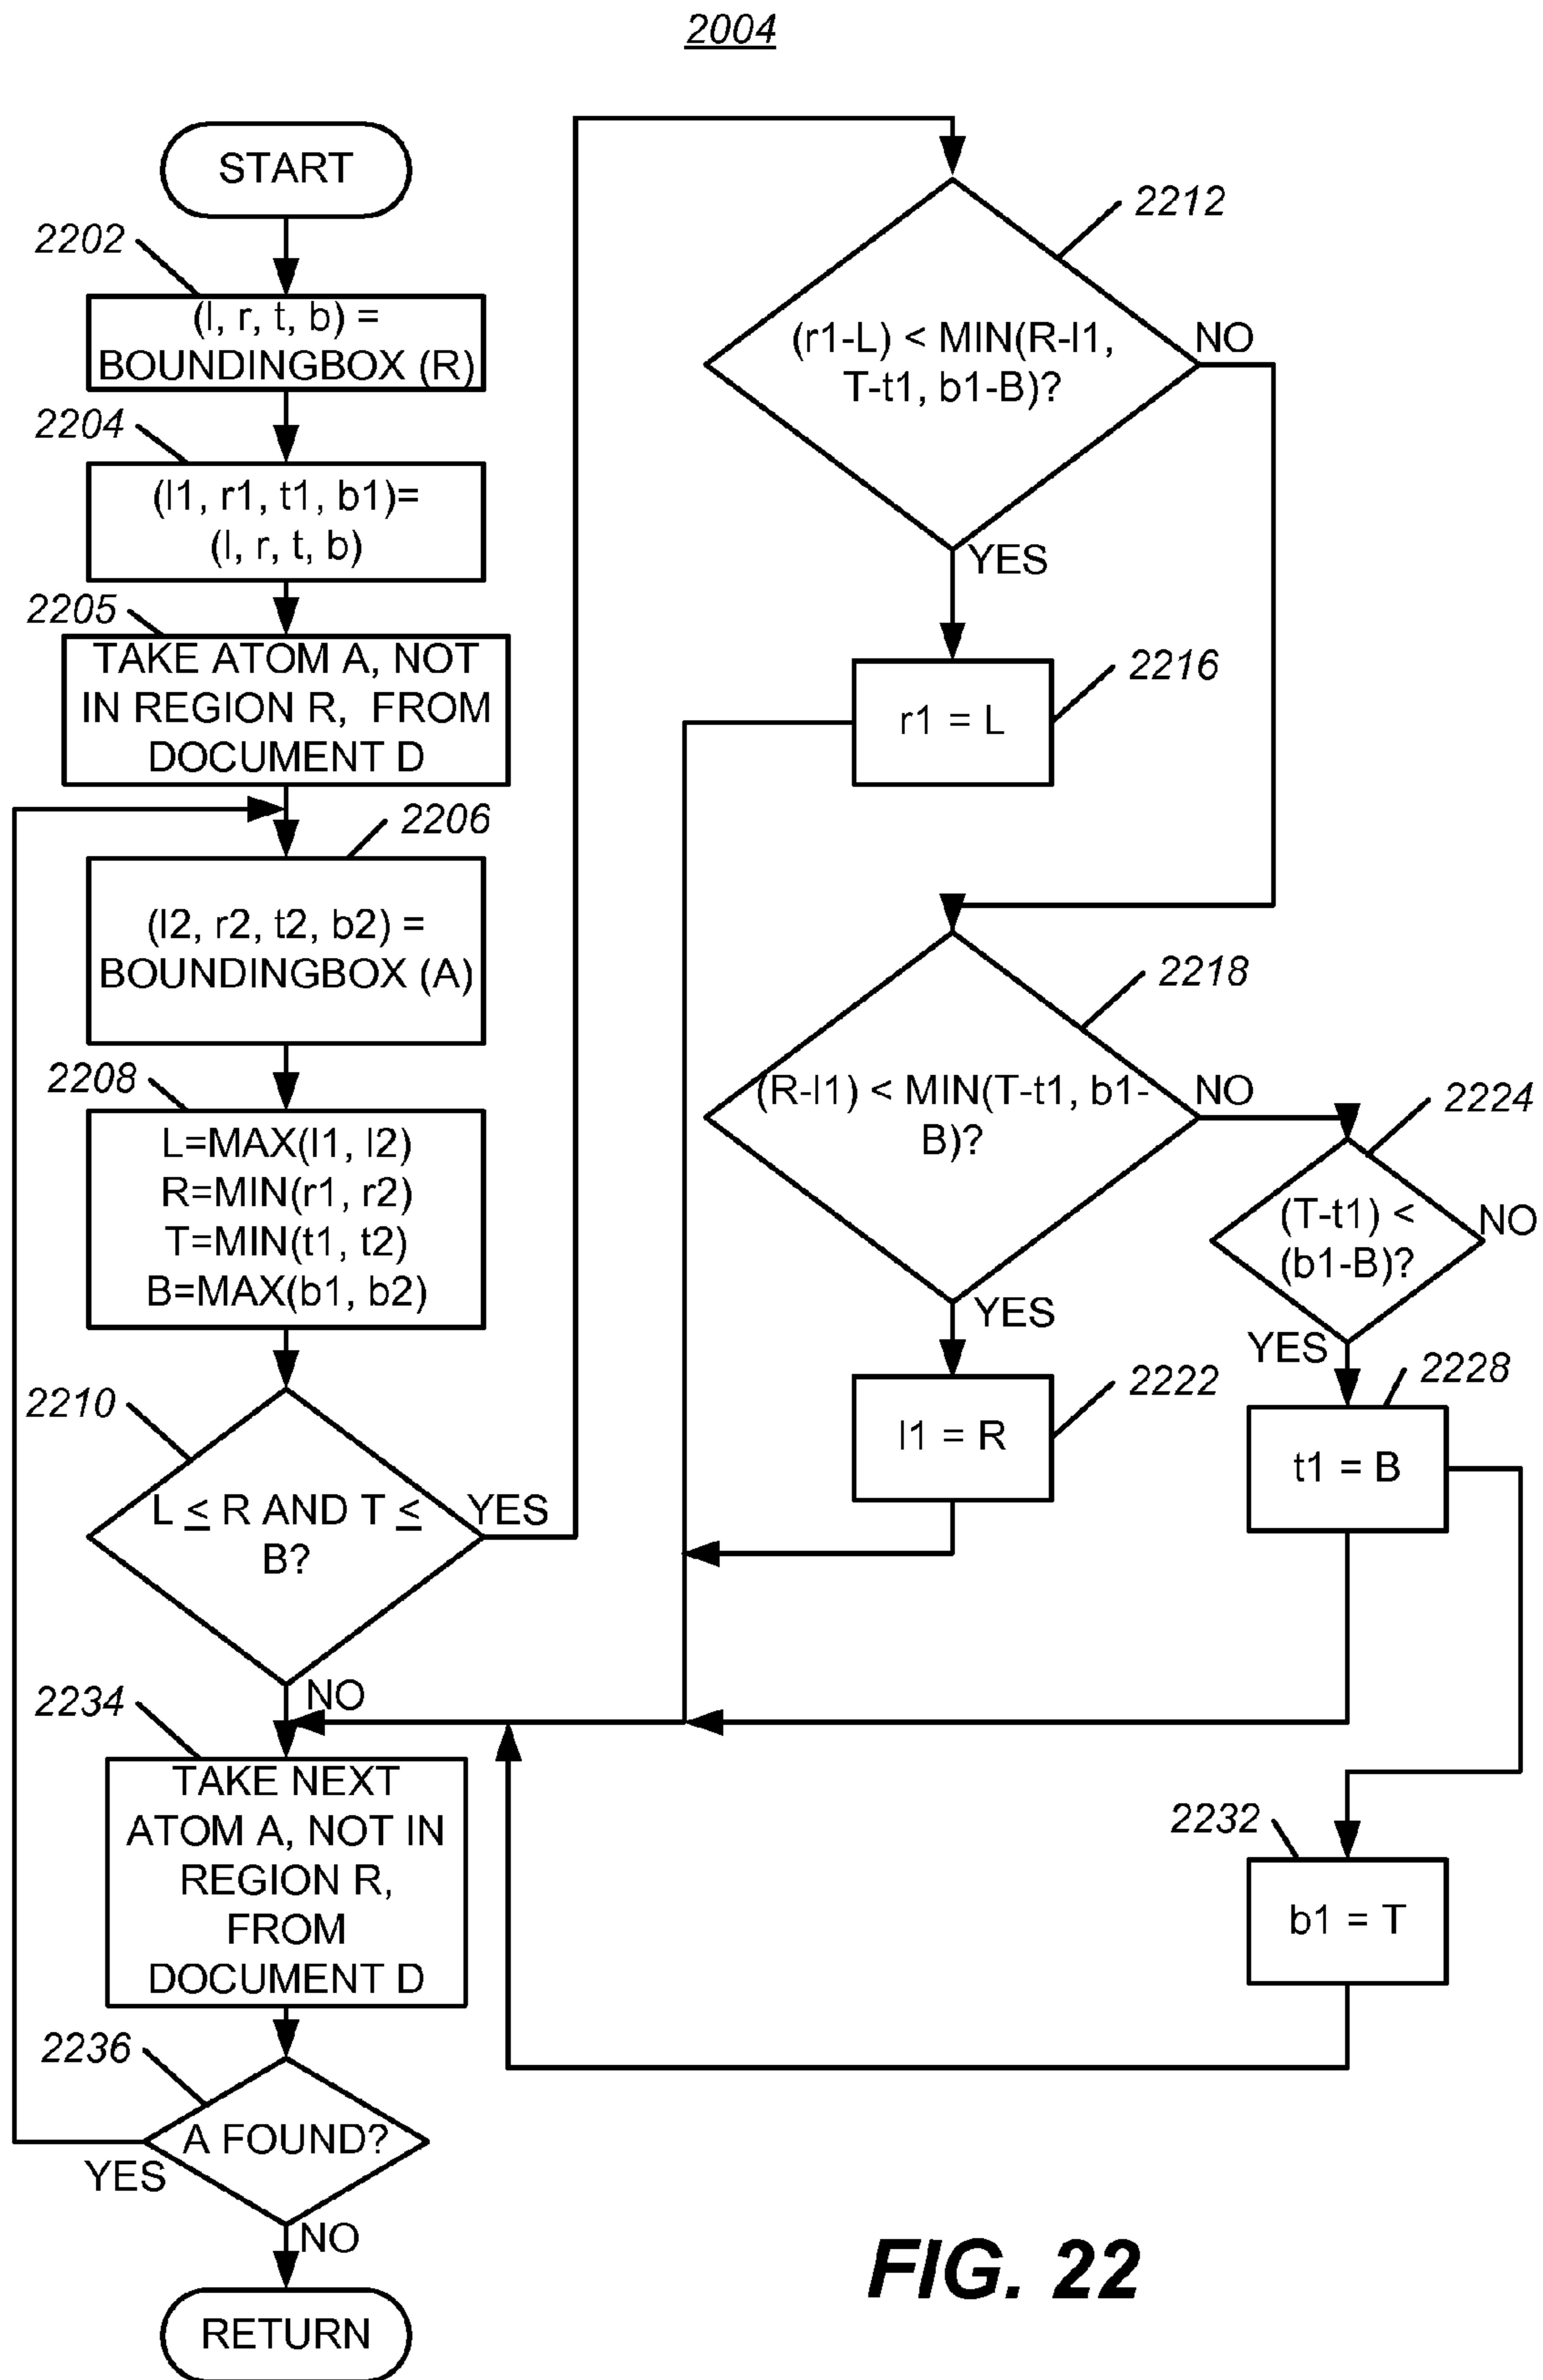 2004
START
2202
(l, r, t, b) =
BOUNDINGBOX (R)
2204
(l1, r1, t1, b1)=
(l, r, t, b)
2205
TAKE ATOM A, NOT
IN REGION R, FROM
DOCUMENT D
2206
(l2, r2, t2, b2) =
BOUNDINGBOX (A)
2208
L=MAX(l1, l2)
R=MIN(r1, r2)
T=MIN(t1, t2)
B=MAX(b1, b2)
2210
L ≤ R AND T ≤
B?
YES
NO
2234
TAKE NEXT
ATOM A, NOT IN
REGION R,
FROM
DOCUMENT D
2236
A FOUND?
YES
NO
RETURN
2212
(r1-L) < MIN(R-l1,
T-t1, b1-B)?
NO
YES
2216
r1 = L
2218
(R-l1) < MIN(T-t1, b1-
B)?
NO
YES
2222
l1 = R
2224
(T-t1) <
(b1-B)?
NO
YES
2228
t1 = B
2232
b1 = T
FIG. 22